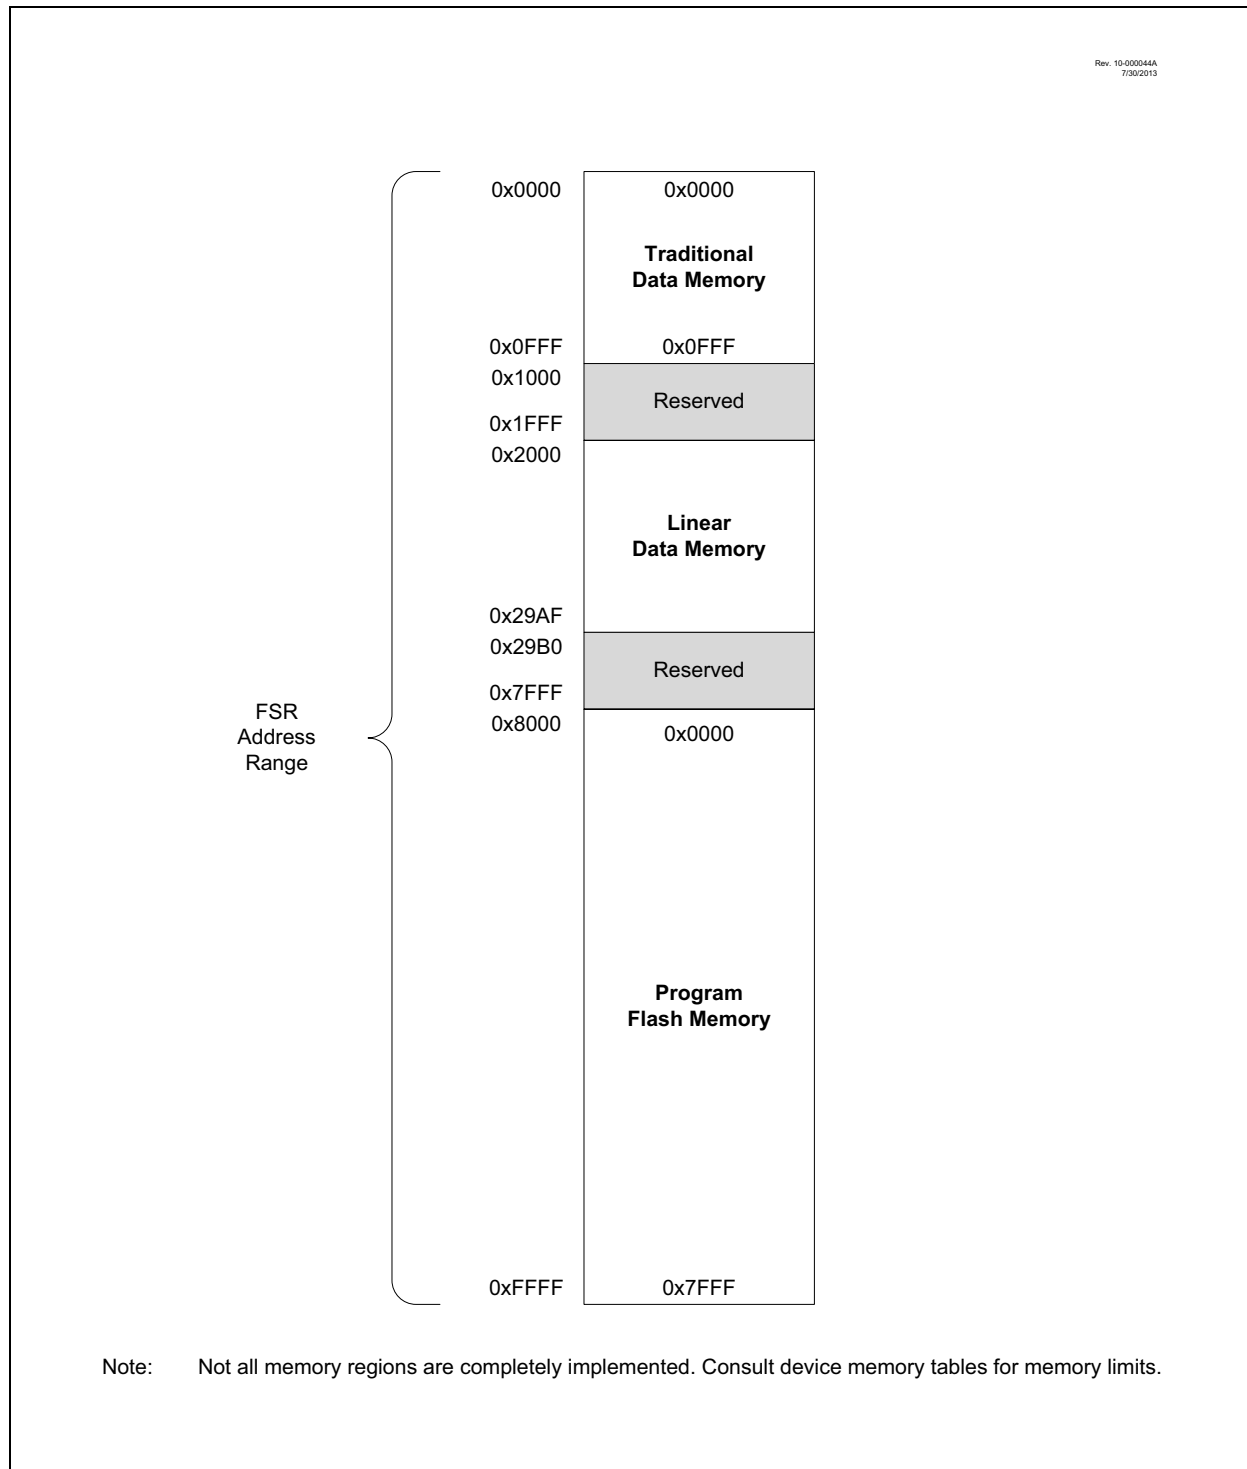 Rev. 10-000044A
7/30/2013
0x0000 0x0000
Traditional
Data Memory
0x0FFF 0x0FFF
0x1000
Reserved
0x1FFF
0x2000
Linear
Data Memory
0x29AF
0x29B0
Reserved
0x7FFF
FSR
Address
Range
0x8000 0x0000
Program
Flash Memory
0xFFFF 0x7FFF
Note: Not all memory regions are completely implemented. Consult device memory tables for memory limits.